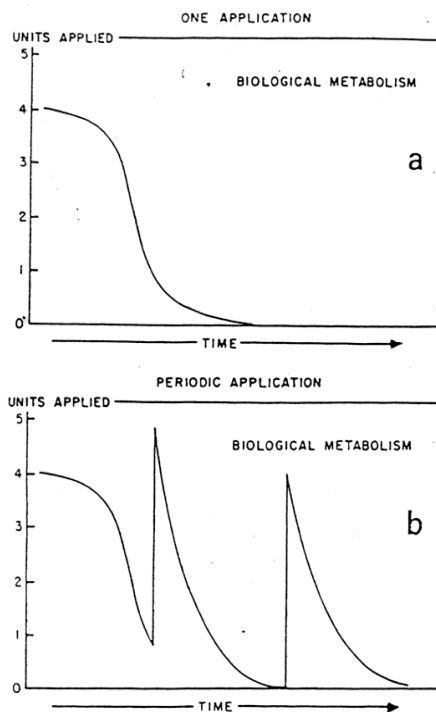 ONE APPLICATION
UNITS APPLIED
BIOLOGICAL METABOLISM
5
4
3
2
1
0
a
TIME
PERIODIC APPLICATION
UNITS APPLIED
BIOLOGICAL METABOLISM
5
4
3
2
1
0
b
TIME